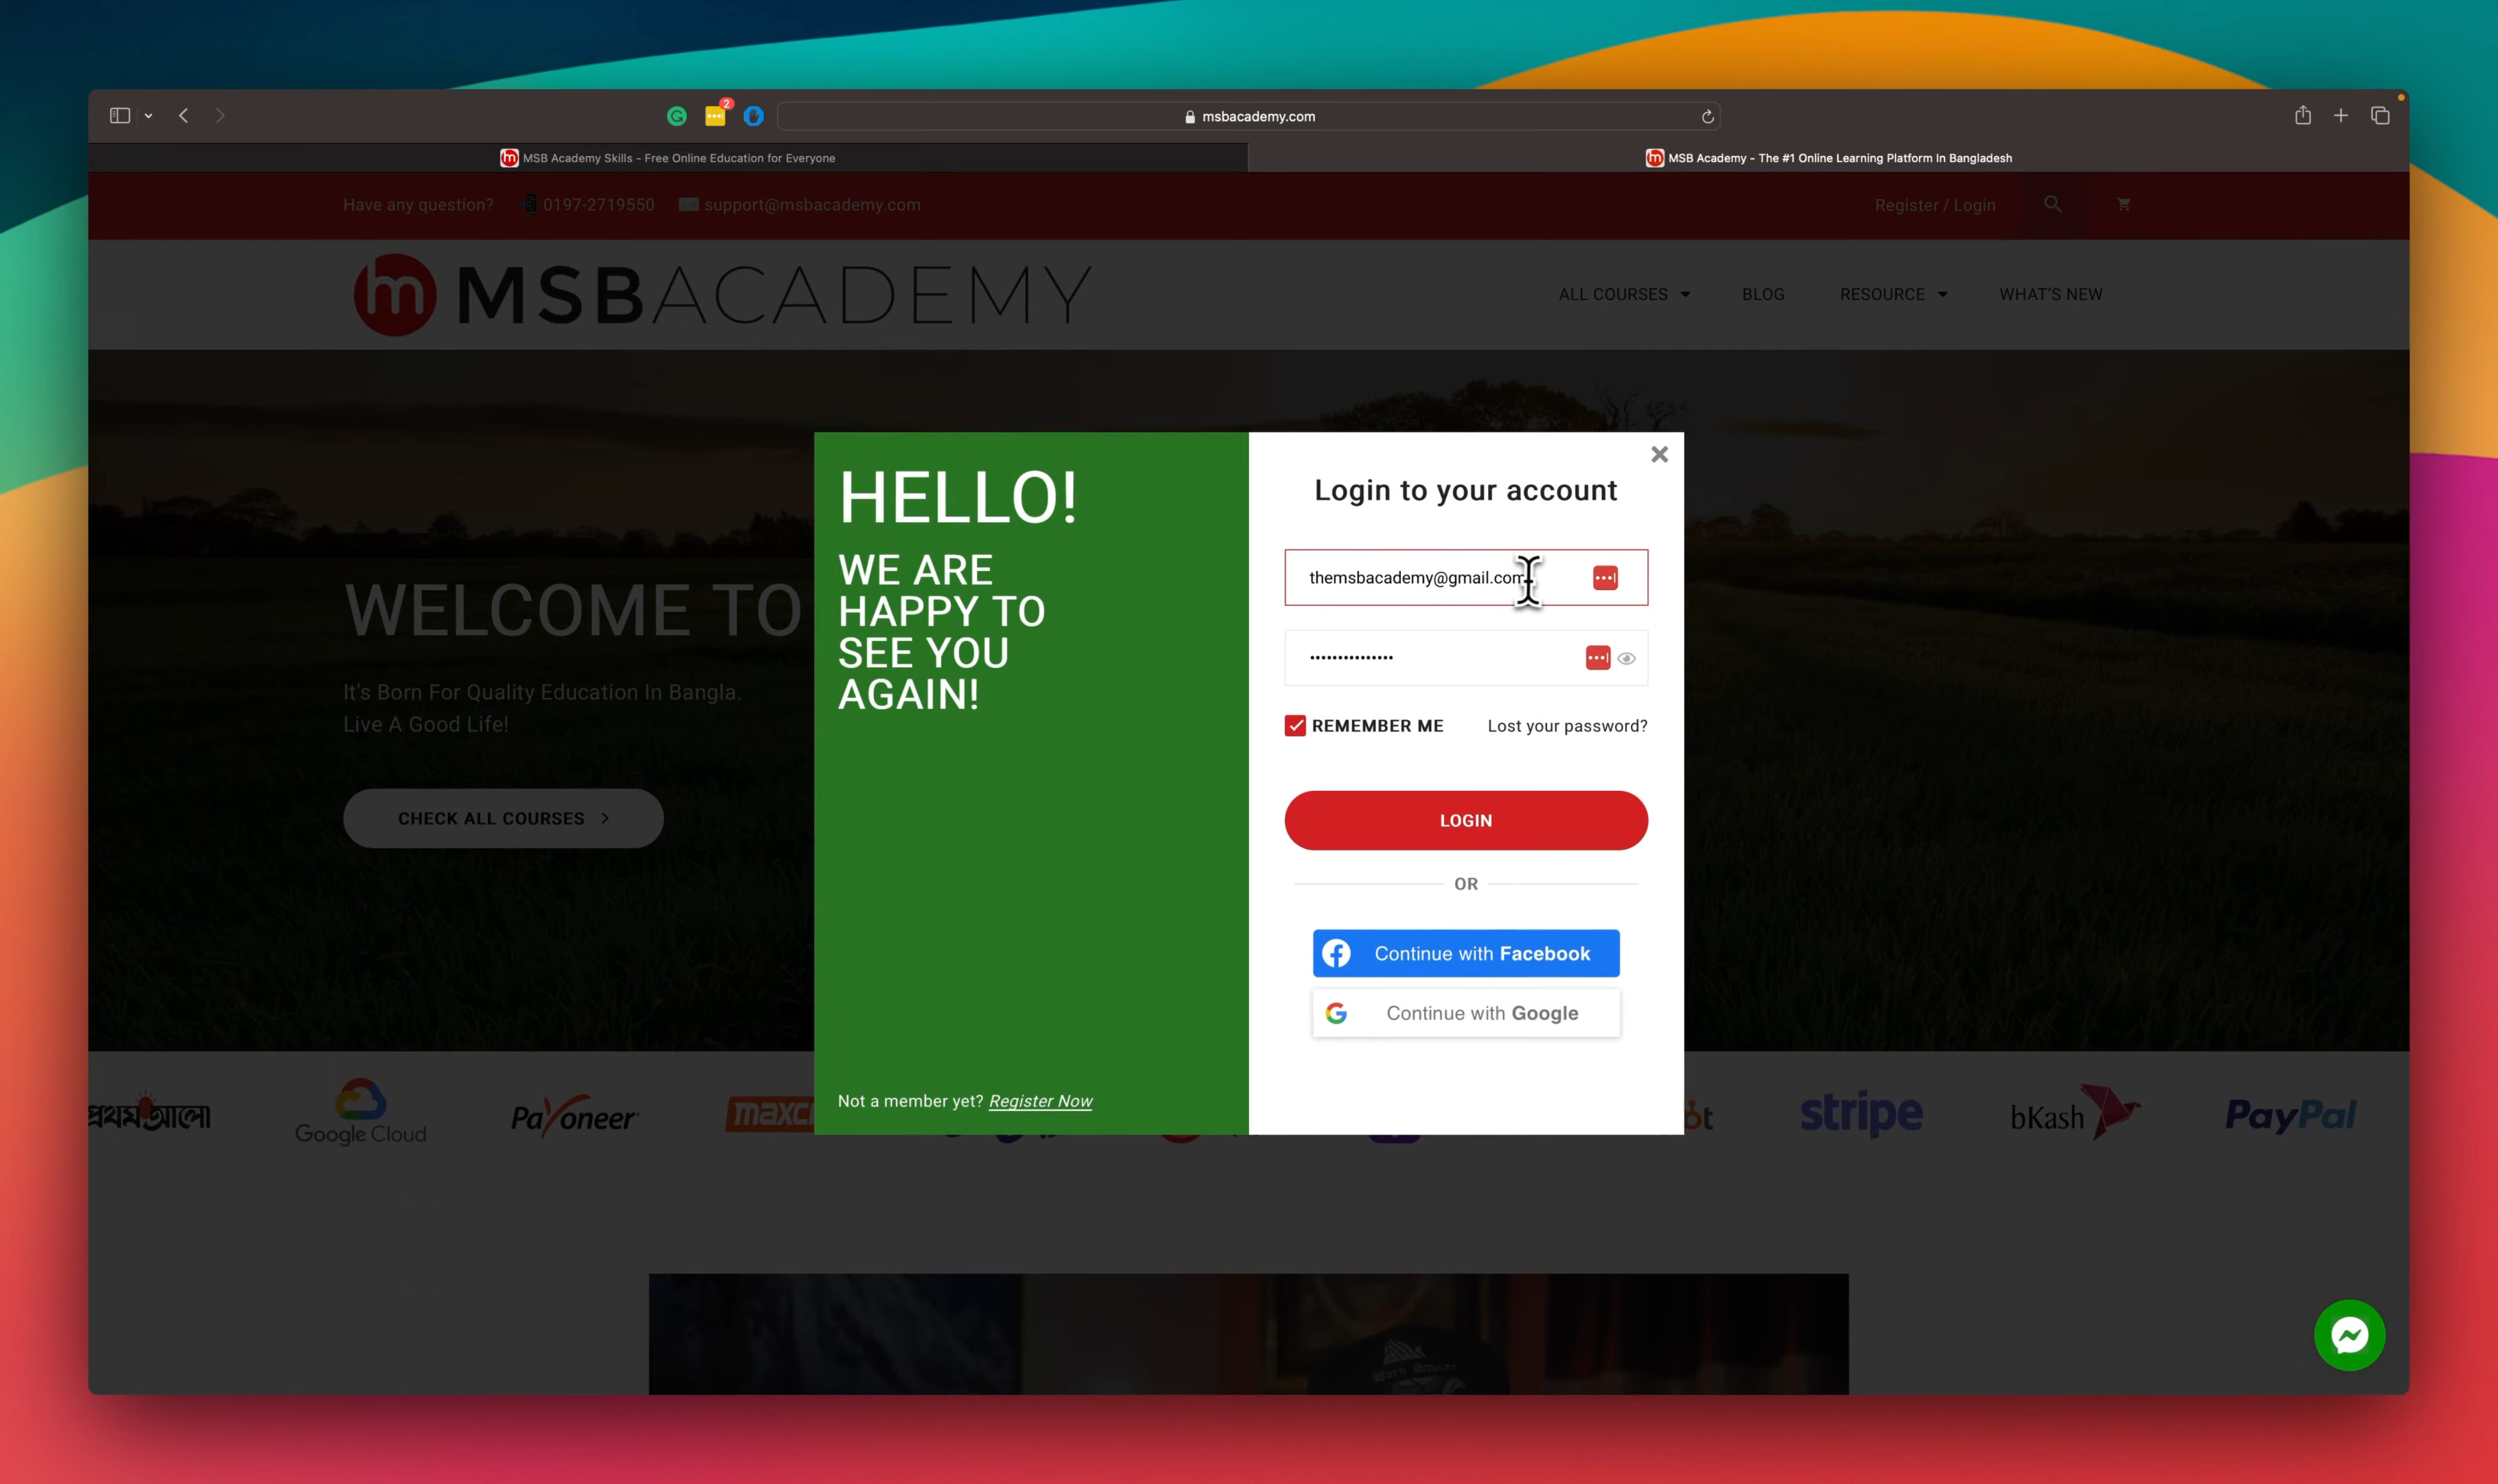 2
msbacademy.com
MSB Academy Skills - Free Online Education for Everyone
MSB Academy - The #1 Online Learning Platform In Bangladesh
Have any question?
0197-2719550
support@msbacademy.com
Register / Login
MSBACADEMY
ALL COURSES
BLOG
RESOURCE
WHAT'S NEW
WELCOME TO
It's Born For Quality Education In Bangla.
Live A Good Life!
CHECK ALL COURSES
HELLO!
WE ARE
HAPPY TO
SEE YOU
AGAIN!
Not a member yet? Register Now
Login to your account
themsbacademy@gmail.com
REMEMBER ME
Lost your password?
LOGIN
OR
Continue with Facebook
Continue with Google
প্রথম আলো
Google Cloud
Payoneer
stripe
bKash
PayPal